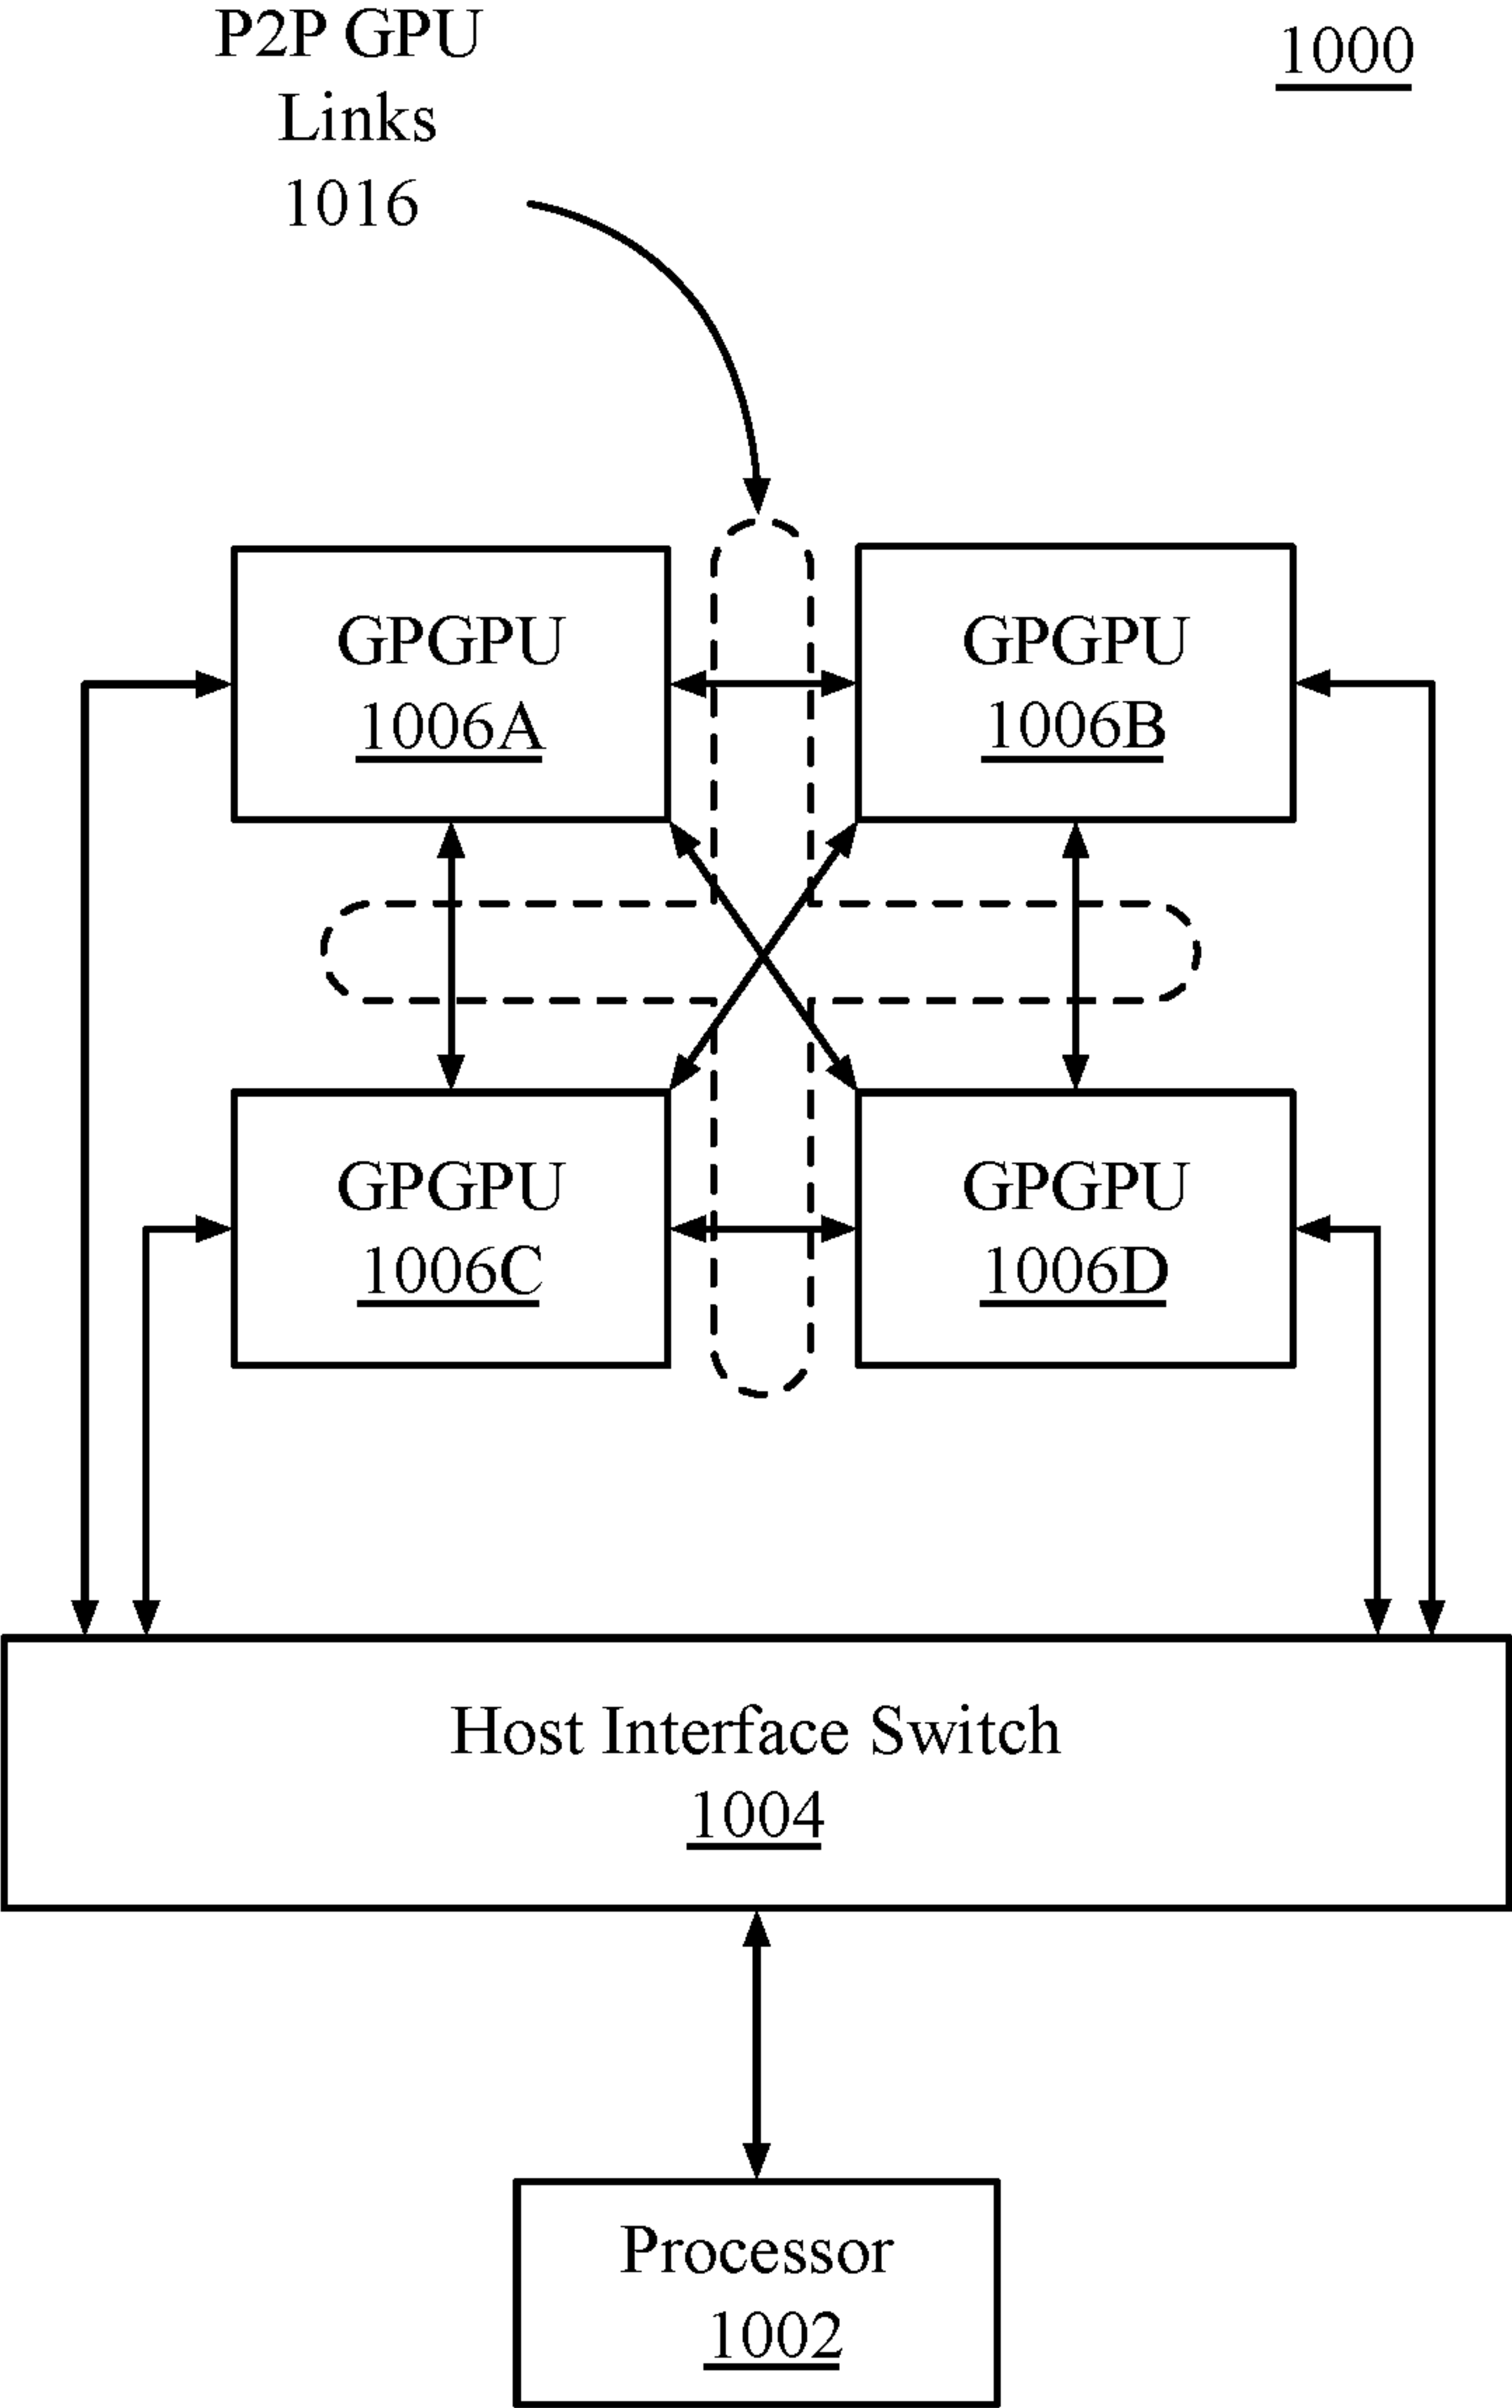 P2P GPU
Links
1016
1000
GPGPU
1006A
GPGPU
1006B
GPGPU
1006C
GPGPU
1006D
Host Interface Switch
1004
Processor
1002